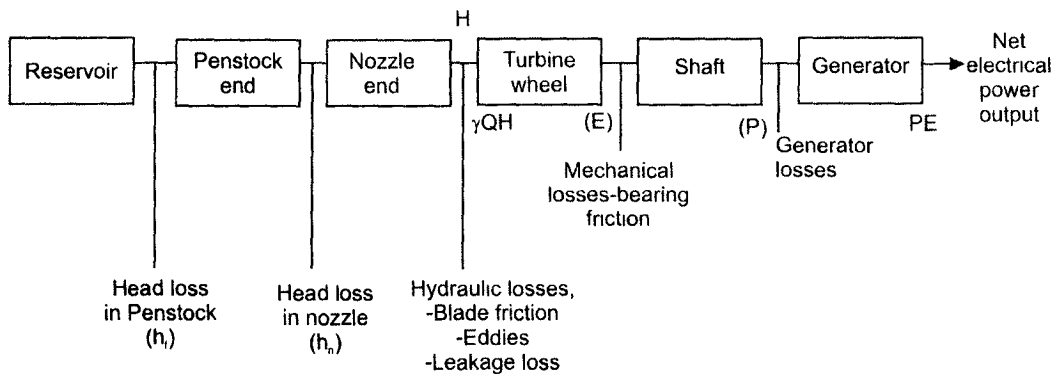 H
Reservoir
Penstock
end
Nozzle
end
Turbine
wheel
Shaft
Generator
Net
electrical
power
output
γQH
(E)
(P)
PE
Mechanical
losses-bearing
friction
Generator
losses
Head loss
in Penstock
(h_f)
Head loss
in nozzle
(h_n)
Hydraulic losses,
-Blade friction
-Eddies
-Leakage loss